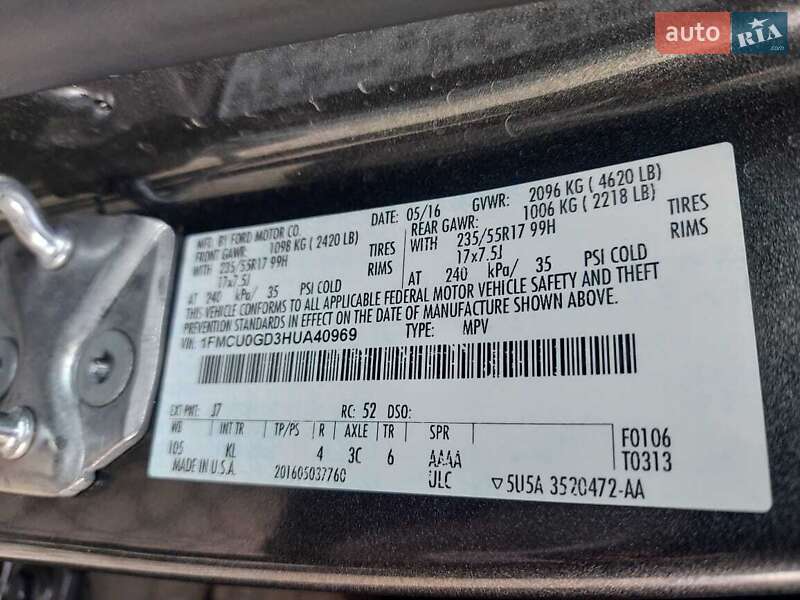 auto RIA
.com
MFD. BY FORD MOTOR CO.
DATE: 05/16 GVWR: 2096 KG ( 4620 LB)
FRONT GAWR: 1098 KG ( 2420 LB) REAR GAWR: 1006 KG ( 2218 LB)
WITH 235/55R17 99H TIRES WITH 235/55R17 99H TIRES
17x7.5J RIMS 17x7.5J RIMS
AT 240 kPa/ 35 PSI COLD AT 240 kPa/ 35 PSI COLD
THIS VEHICLE CONFORMS TO ALL APPLICABLE FEDERAL MOTOR VEHICLE SAFETY AND THEFT
PREVENTION STANDARDS IN EFFECT ON THE DATE OF MANUFACTURE SHOWN ABOVE.
VIN: 1FMCU0GD3HUA40969 TYPE: MPV
EXT PNT: J7 RC: 52 DSO:
WB INT TR TP/PS R AXLE TR SPR F0106
105 KL 4 3C 6 AAAA T0313
MADE IN U.S.A. 201605037760 ULC 5U5A 3520472-AA